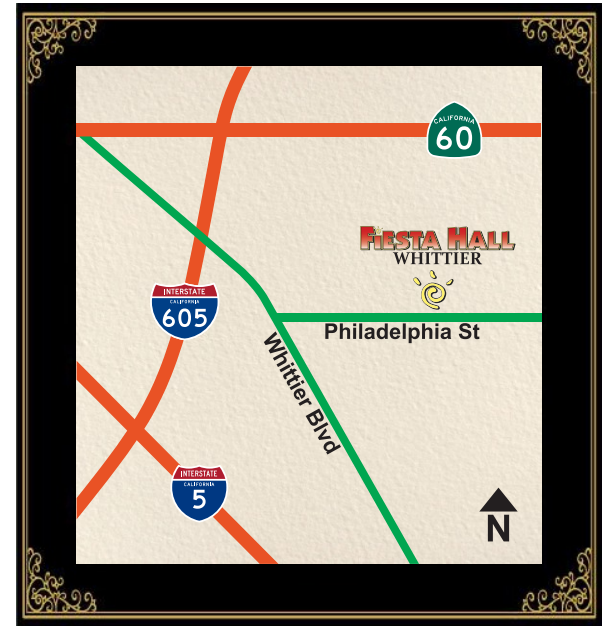 CALIFORNIA
60
FIESTA HALL
WHITTIER
INTERSTATE
CALIFORNIA
605
Philadelphia St
Whittier Blvd
INTERSTATE
CALIFORNIA
5
N